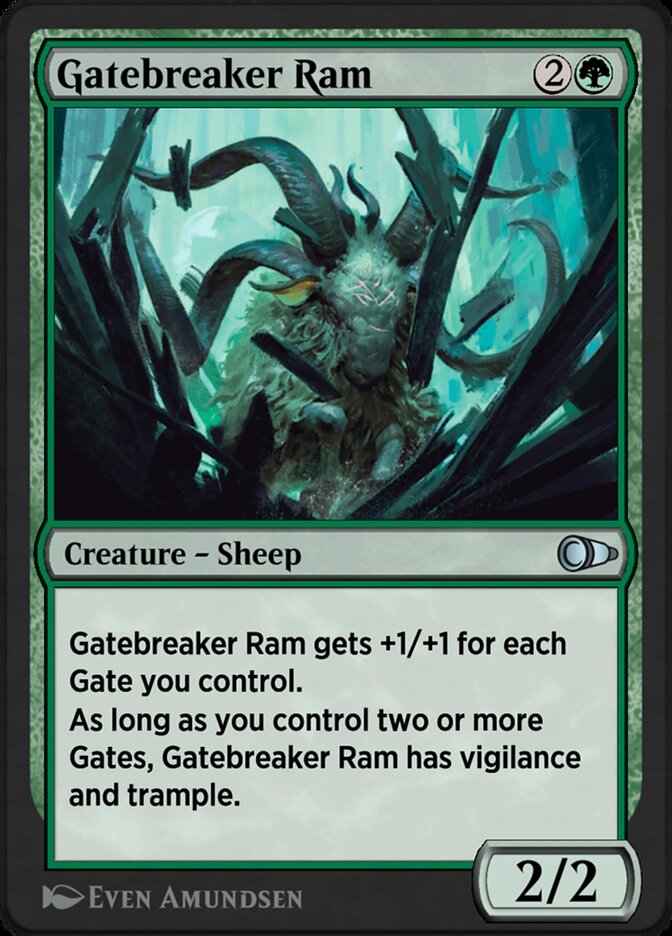 Gatebreaker Ram 2
Creature – Sheep
Gatebreaker Ram gets +1/+1 for each
Gate you control.
As long as you control two or more
Gates, Gatebreaker Ram has vigilance
and trample.
2/2
Even Amundsen